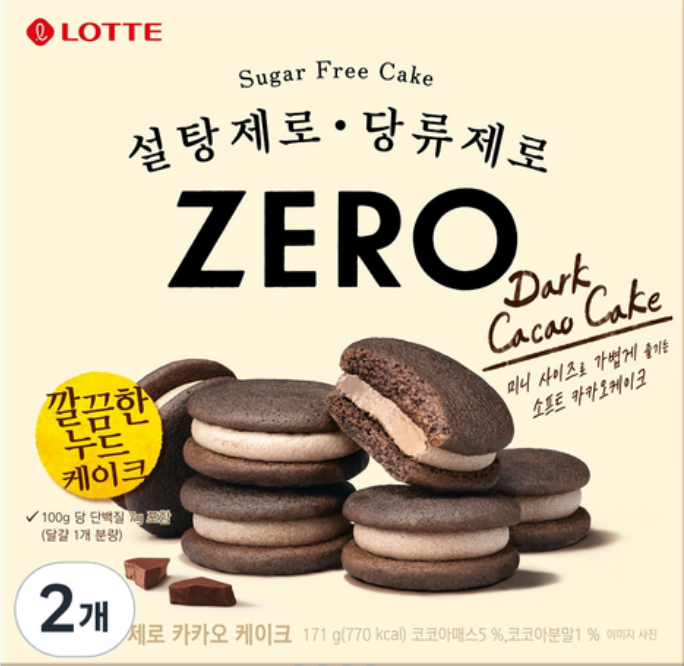 LOTTE
Sugar Free Cake
설탕제로·당류제로
ZERO
Dark
Cacao Cake
미니 사이즈로 가볍게 즐기는
소프트 카카오케이크
깔끔한
누드
케이크
✓ 100g 당 단백질 7g 포함
(달걀 1개 분량)
2개
제로 카카오 케이크 171 g(770 kcal) 코코아매스5 %,코코아분말1 % 이미지 사진